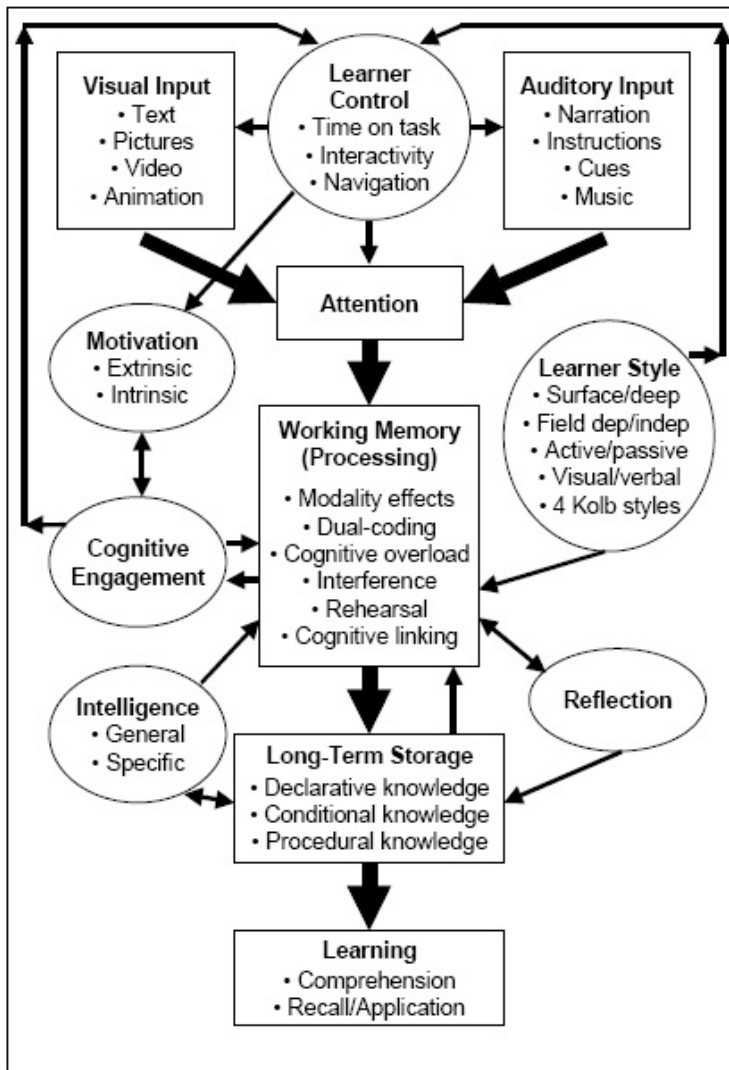 Visual Input
• Text
• Pictures
• Video
• Animation
Learner
Control
• Time on task
• Interactivity
• Navigation
Auditory Input
• Narration
• Instructions
• Cues
• Music
Attention
Motivation
• Extrinsic
• Intrinsic
Learner Style
• Surface/deep
• Field dep/indep
• Active/passive
• Visual/verbal
• 4 Kolb styles
Working Memory
(Processing)
• Modality effects
• Dual-coding
• Cognitive overload
• Interference
• Rehearsal
• Cognitive linking
Cognitive
Engagement
Intelligence
• General
• Specific
Reflection
Long-Term Storage
• Declarative knowledge
• Conditional knowledge
• Procedural knowledge
Learning
• Comprehension
• Recall/Application